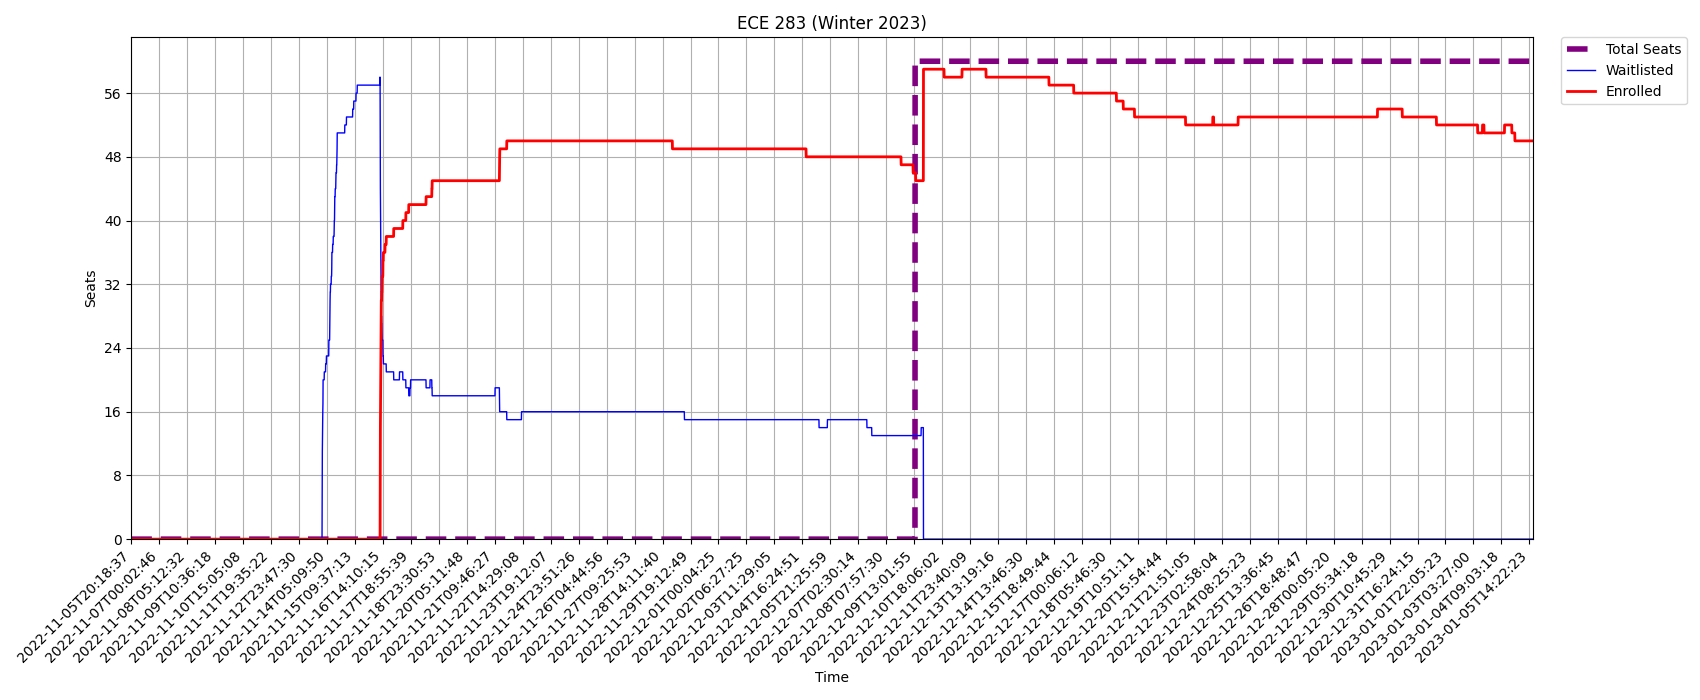 ECE 283 (Winter 2023)
Total Seats
Waitlisted
Enrolled
Seats
56
48
40
32
24
16
8
0
2022-11-05T20:18:37
2022-11-07T00:02:46
2022-11-08T05:12:32
2022-11-09T10:36:18
2022-11-10T15:05:08
2022-11-11T19:35:22
2022-11-12T23:47:30
2022-11-14T05:09:50
2022-11-15T09:37:13
2022-11-16T14:10:15
2022-11-17T18:55:39
2022-11-18T23:30:53
2022-11-20T05:11:48
2022-11-21T09:46:27
2022-11-22T14:29:08
2022-11-23T19:12:07
2022-11-24T23:51:26
2022-11-26T04:44:56
2022-11-27T09:25:53
2022-11-28T14:11:40
2022-11-29T19:12:49
2022-12-01T00:04:25
2022-12-02T06:27:25
2022-12-03T11:29:05
2022-12-04T16:24:51
2022-12-05T21:25:59
2022-12-07T02:30:14
2022-12-08T07:57:30
2022-12-09T13:01:55
2022-12-10T18:06:02
2022-12-11T23:40:09
2022-12-13T13:19:16
2022-12-14T13:46:30
2022-12-15T18:49:44
2022-12-17T00:06:12
2022-12-18T05:46:30
2022-12-19T10:51:11
2022-12-20T15:54:44
2022-12-21T21:51:05
2022-12-23T02:58:04
2022-12-24T08:25:23
2022-12-25T13:36:45
2022-12-26T18:48:47
2022-12-28T00:05:20
2022-12-29T05:34:18
2022-12-30T10:45:29
2022-12-31T16:24:15
2023-01-01T22:05:23
2023-01-03T03:27:00
2023-01-04T09:03:18
2023-01-05T14:22:23
Time